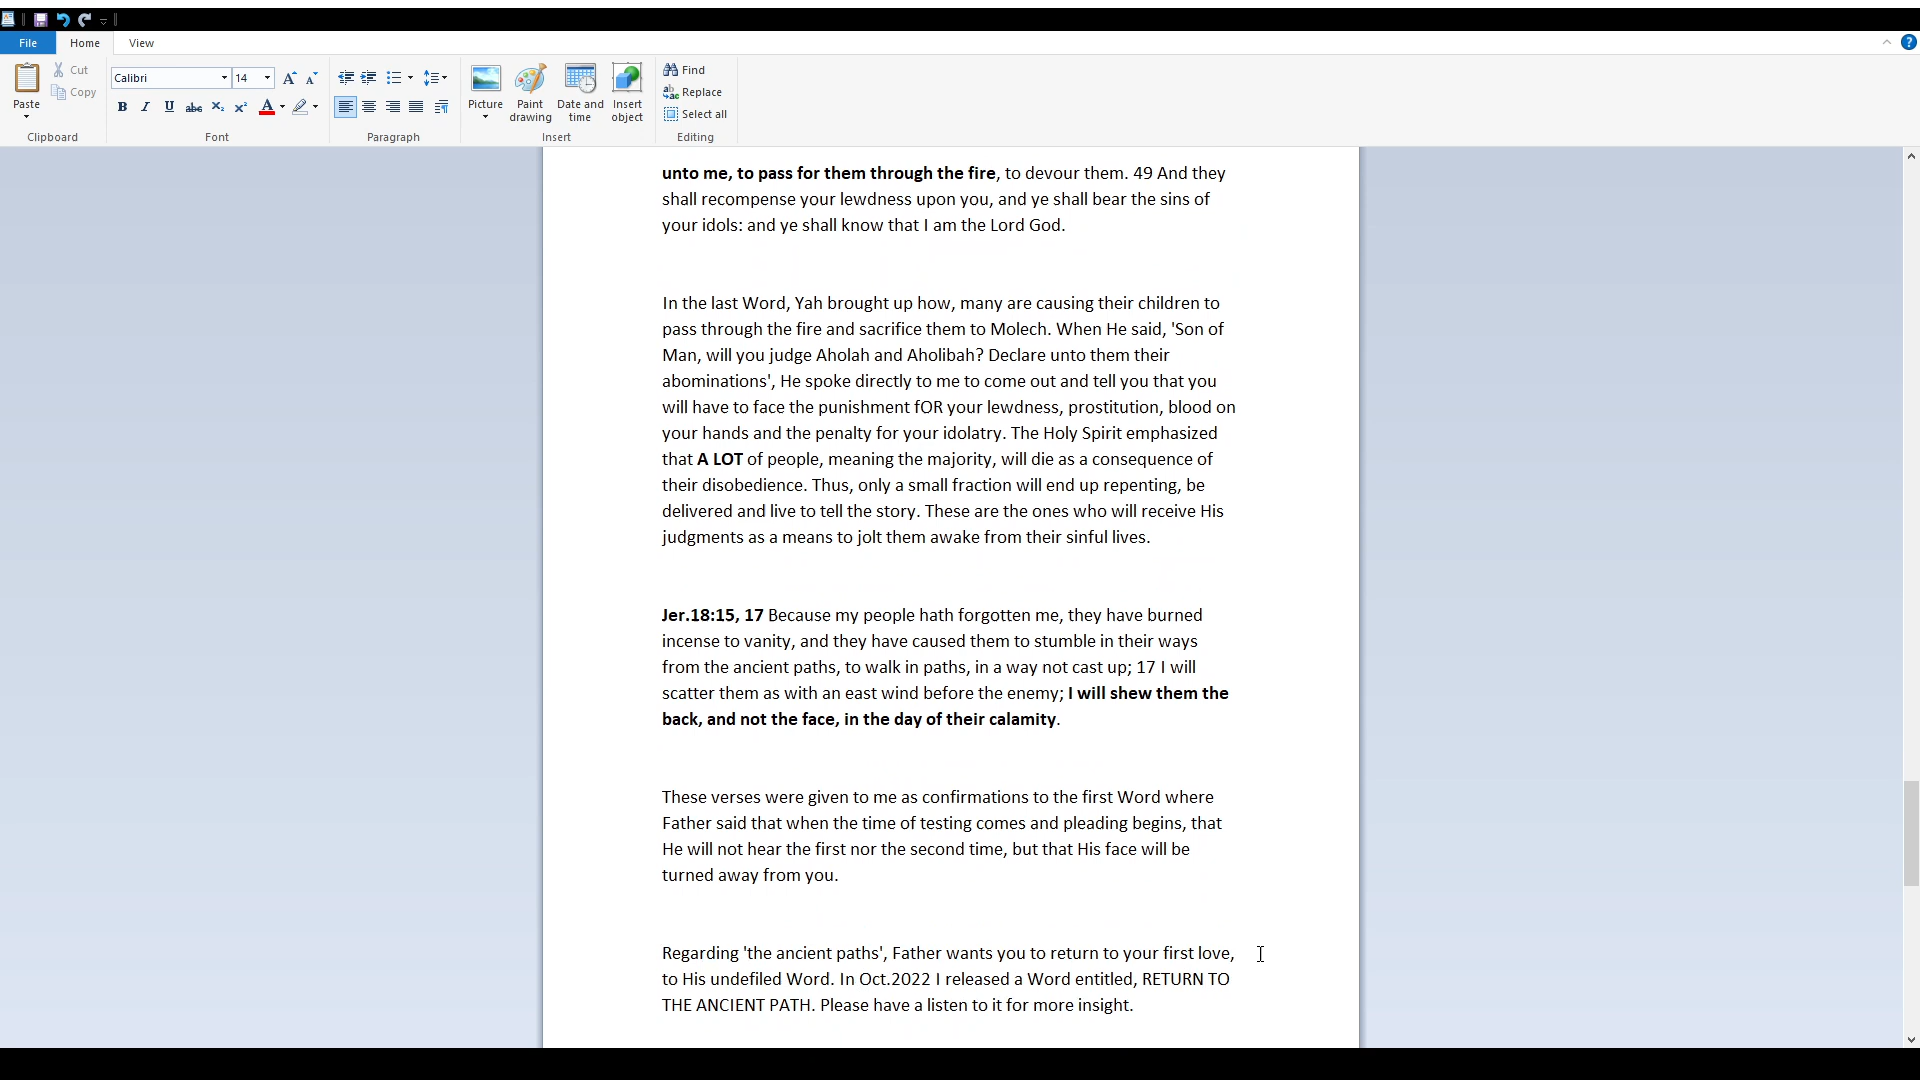 File
Home
View
Paste
Cut
Copy
Clipboard
Calibri
14
Font
Paragraph
Picture
Paint drawing
Date and time
Insert object
Insert
Find
Replace
Select all
Editing
unto me, to pass for them through the fire, to devour them. 49 And they
shall recompense your lewdness upon you, and ye shall bear the sins of
your idols: and ye shall know that I am the Lord God.
In the last Word, Yah brought up how, many are causing their children to
pass through the fire and sacrifice them to Molech. When He said, 'Son of
Man, will you judge Aholah and Aholibah? Declare unto them their
abominations', He spoke directly to me to come out and tell you that you
will have to face the punishment fOR your lewdness, prostitution, blood on
your hands and the penalty for your idolatry. The Holy Spirit emphasized
that A LOT of people, meaning the majority, will die as a consequence of
their disobedience. Thus, only a small fraction will end up repenting, be
delivered and live to tell the story. These are the ones who will receive His
judgments as a means to jolt them awake from their sinful lives.
Jer.18:15, 17 Because my people hath forgotten me, they have burned
incense to vanity, and they have caused them to stumble in their ways
from the ancient paths, to walk in paths, in a way not cast up; 17 I will
scatter them as with an east wind before the enemy; I will shew them the
back, and not the face, in the day of their calamity.
These verses were given to me as confirmations to the first Word where
Father said that when the time of testing comes and pleading begins, that
He will not hear the first nor the second time, but that His face will be
turned away from you.
Regarding 'the ancient paths', Father wants you to return to your first love,
to His undefiled Word. In Oct.2022 I released a Word entitled, RETURN TO
THE ANCIENT PATH. Please have a listen to it for more insight.